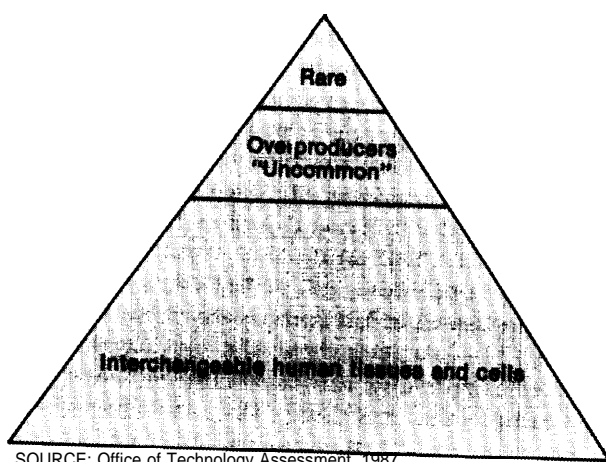 Rare
Overproducers
"Uncommon"
Interchangeable human tissues and cells
SOURCE: Office of Technology Assessment, 1987